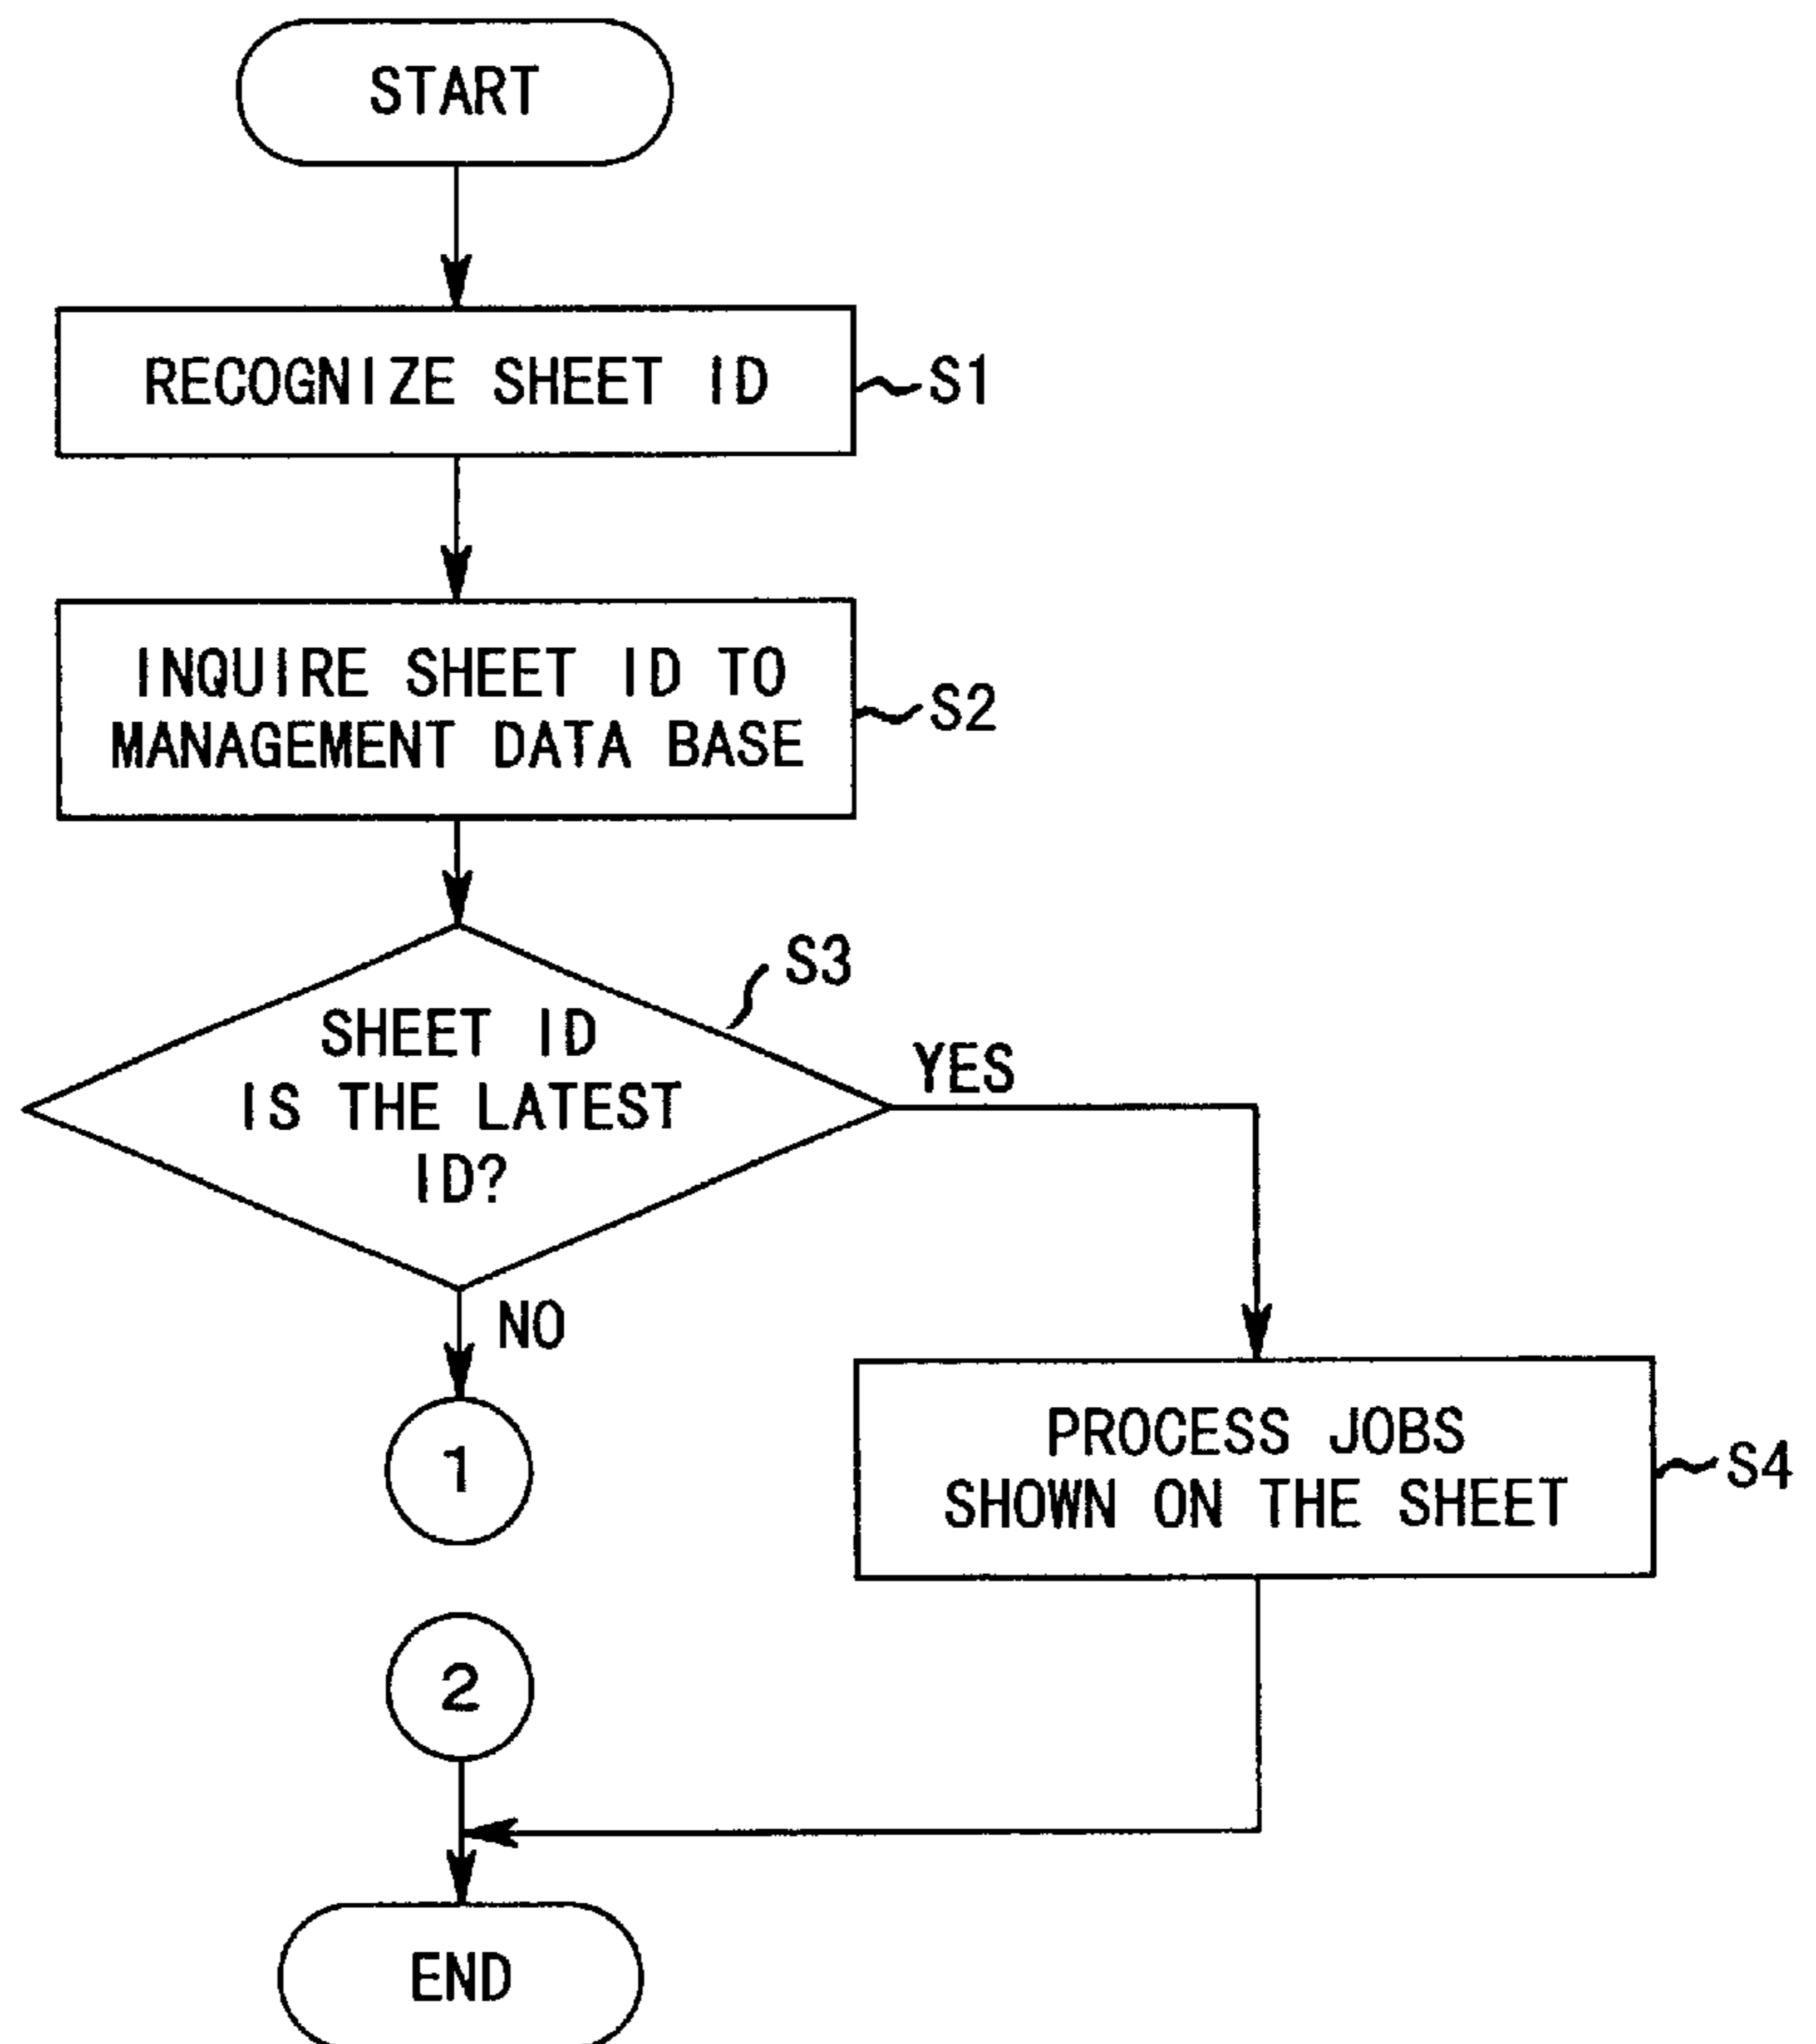 START
RECOGNIZE SHEET ID
S1
INQUIRE SHEET ID TO
MANAGEMENT DATA BASE
S2
S3
SHEET ID
IS THE LATEST
ID?
YES
NO
1
PROCESS JOBS
SHOWN ON THE SHEET
S4
2
END